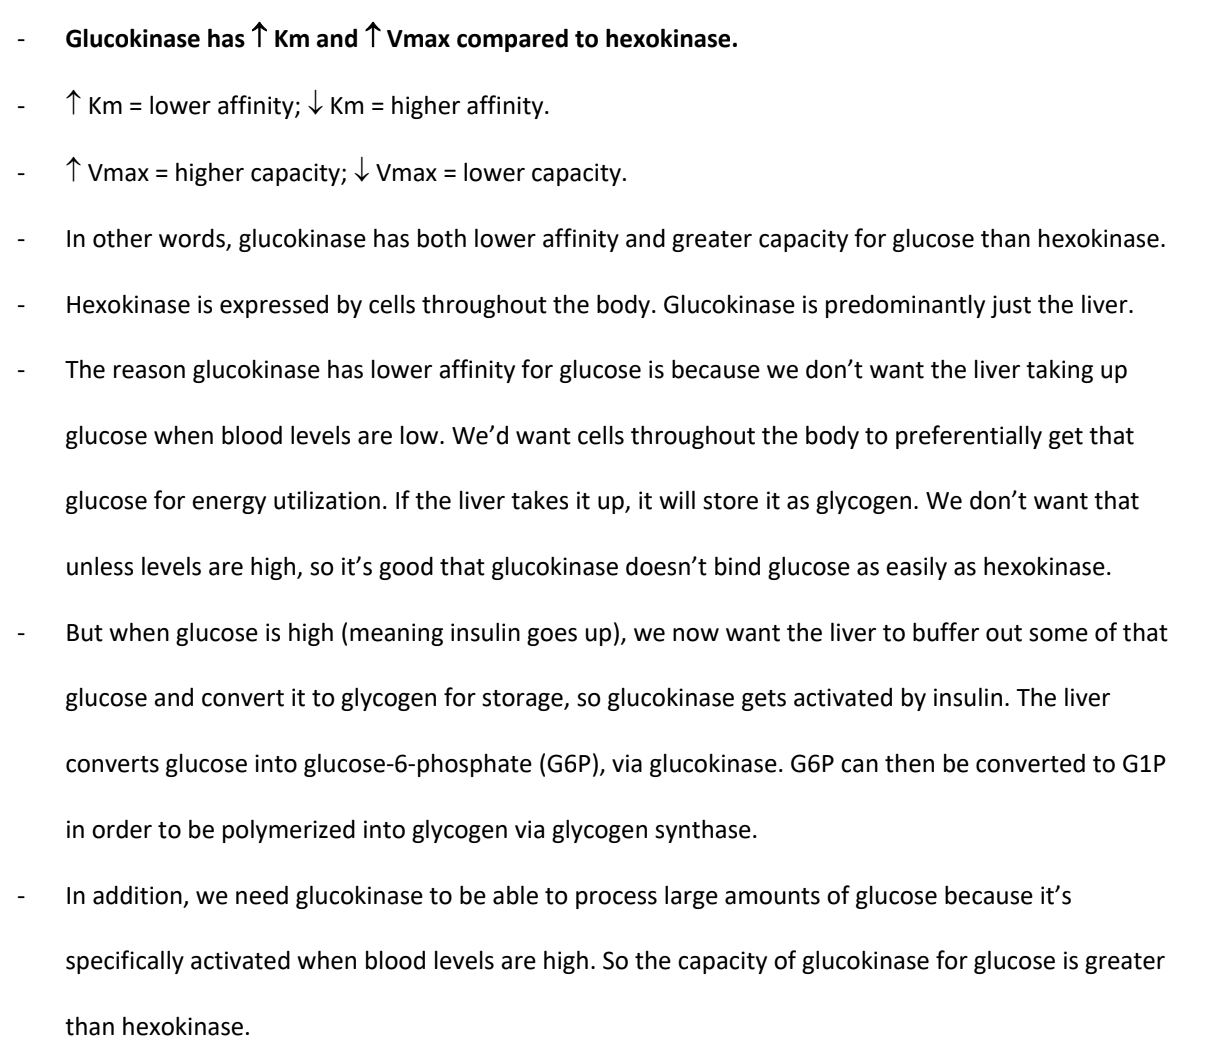 - Glucokinase has ↑ Km and ↑ Vmax compared to hexokinase.
- ↑ Km = lower affinity; ↓ Km = higher affinity.
- ↑ Vmax = higher capacity; ↓ Vmax = lower capacity.
- In other words, glucokinase has both lower affinity and greater capacity for glucose than hexokinase.
- Hexokinase is expressed by cells throughout the body. Glucokinase is predominantly just the liver.
- The reason glucokinase has lower affinity for glucose is because we don’t want the liver taking up
glucose when blood levels are low. We’d want cells throughout the body to preferentially get that
glucose for energy utilization. If the liver takes it up, it will store it as glycogen. We don’t want that
unless levels are high, so it’s good that glucokinase doesn’t bind glucose as easily as hexokinase.
- But when glucose is high (meaning insulin goes up), we now want the liver to buffer out some of that
glucose and convert it to glycogen for storage, so glucokinase gets activated by insulin. The liver
converts glucose into glucose-6-phosphate (G6P), via glucokinase. G6P can then be converted to G1P
in order to be polymerized into glycogen via glycogen synthase.
- In addition, we need glucokinase to be able to process large amounts of glucose because it’s
specifically activated when blood levels are high. So the capacity of glucokinase for glucose is greater
than hexokinase.